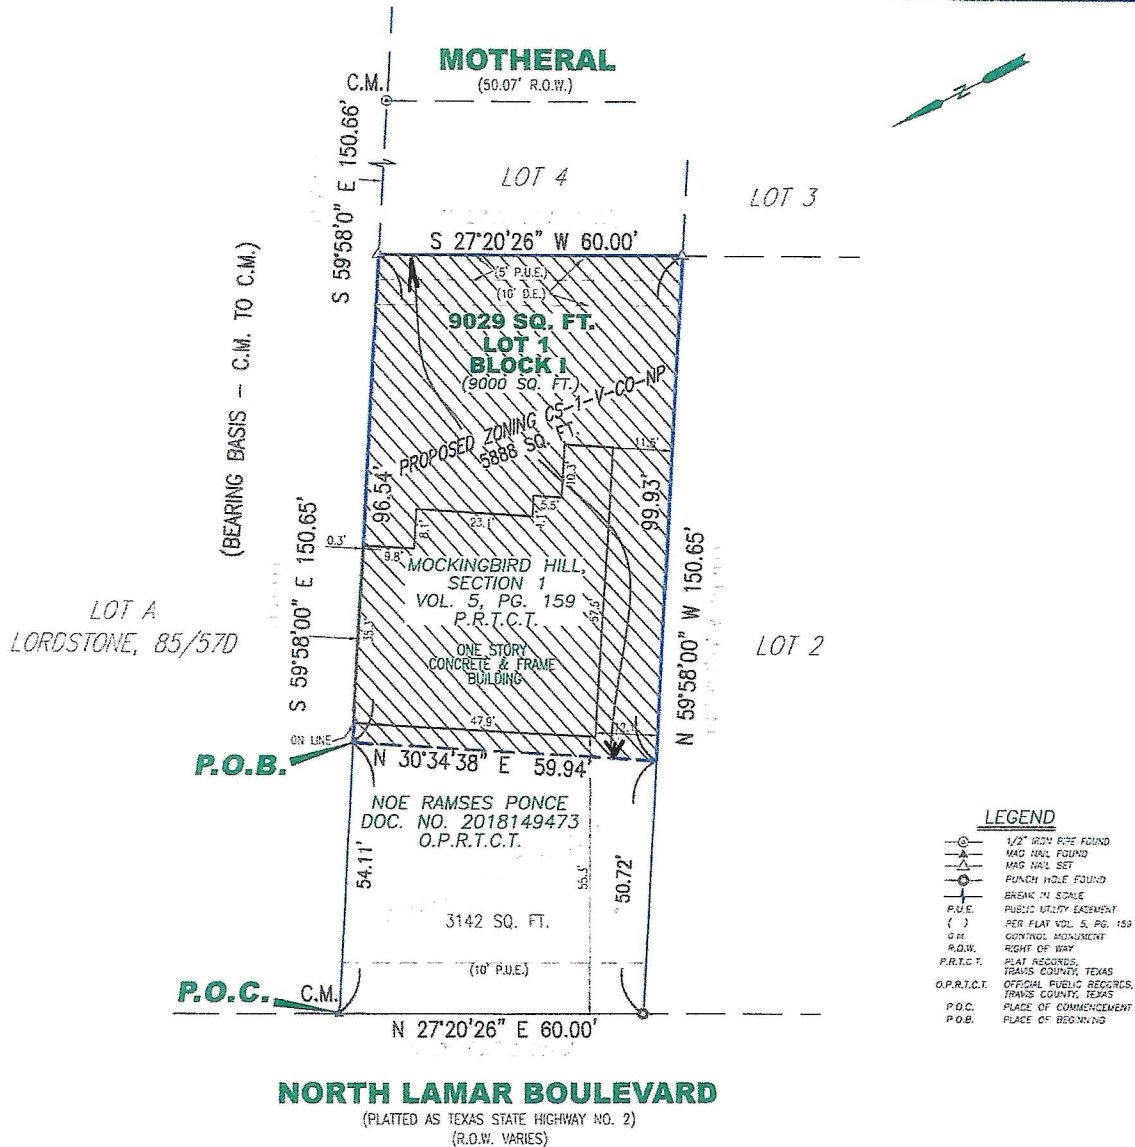 MOTHERAL
(50.07' R.O.W.)
C.M.
N
S 59°58'0" E 150.66'
LOT 4
LOT 3
S 27°20'26" W 60.00'
(5' P.U.E.)
(10' D.E.)
9029 SQ. FT.
LOT 1
BLOCK I
(9000 SQ. FT.)
(BEARING BASIS – C.M. TO C.M.)
PROPOSED ZONING CS-1-V-CO-NP
5888 SQ. FT.
11.5'
10.3'
5.5'
4.1'
23.1'
8.1'
9.8'
0.3'
96.54'
99.93'
S 59°58'00" E 150.65'
N 59°58'00" W 150.65'
MOCKINGBIRD HILL,
SECTION 1
VOL. 5, PG. 159
P.R.T.C.T.
57.5'
35.3'
LOT A
LORDSTONE, 85/57D
LOT 2
ONE STORY
CONCRETE & FRAME
BUILDING
47.9'
12.1'
ON LINE
P.O.B.
N 30°34'38" E 59.94'
NOE RAMSES PONCE
DOC. NO. 2018149473
O.P.R.T.C.T.
54.11'
55.3'
50.72'
3142 SQ. FT.
(10' P.U.E.)
P.O.C.
C.M.
N 27°20'26" E 60.00'
NORTH LAMAR BOULEVARD
(PLATTED AS TEXAS STATE HIGHWAY NO. 2)
(R.O.W. VARIES)
LEGEND
1/2" IRON PIPE FOUND
MAG NAIL FOUND
MAG NAIL SET
PUNCH HOLE FOUND
BREAK IN SCALE
P.U.E. PUBLIC UTILITY EASEMENT
( ) PER PLAT VOL. 5, PG. 159
C.M. CONTROL MONUMENT
R.O.W. RIGHT OF WAY
P.R.T.C.T. PLAT RECORDS,
TRAVIS COUNTY, TEXAS
O.P.R.T.C.T. OFFICIAL PUBLIC RECORDS,
TRAVIS COUNTY, TEXAS
P.O.C. PLACE OF COMMENCEMENT
P.O.B. PLACE OF BEGINNING